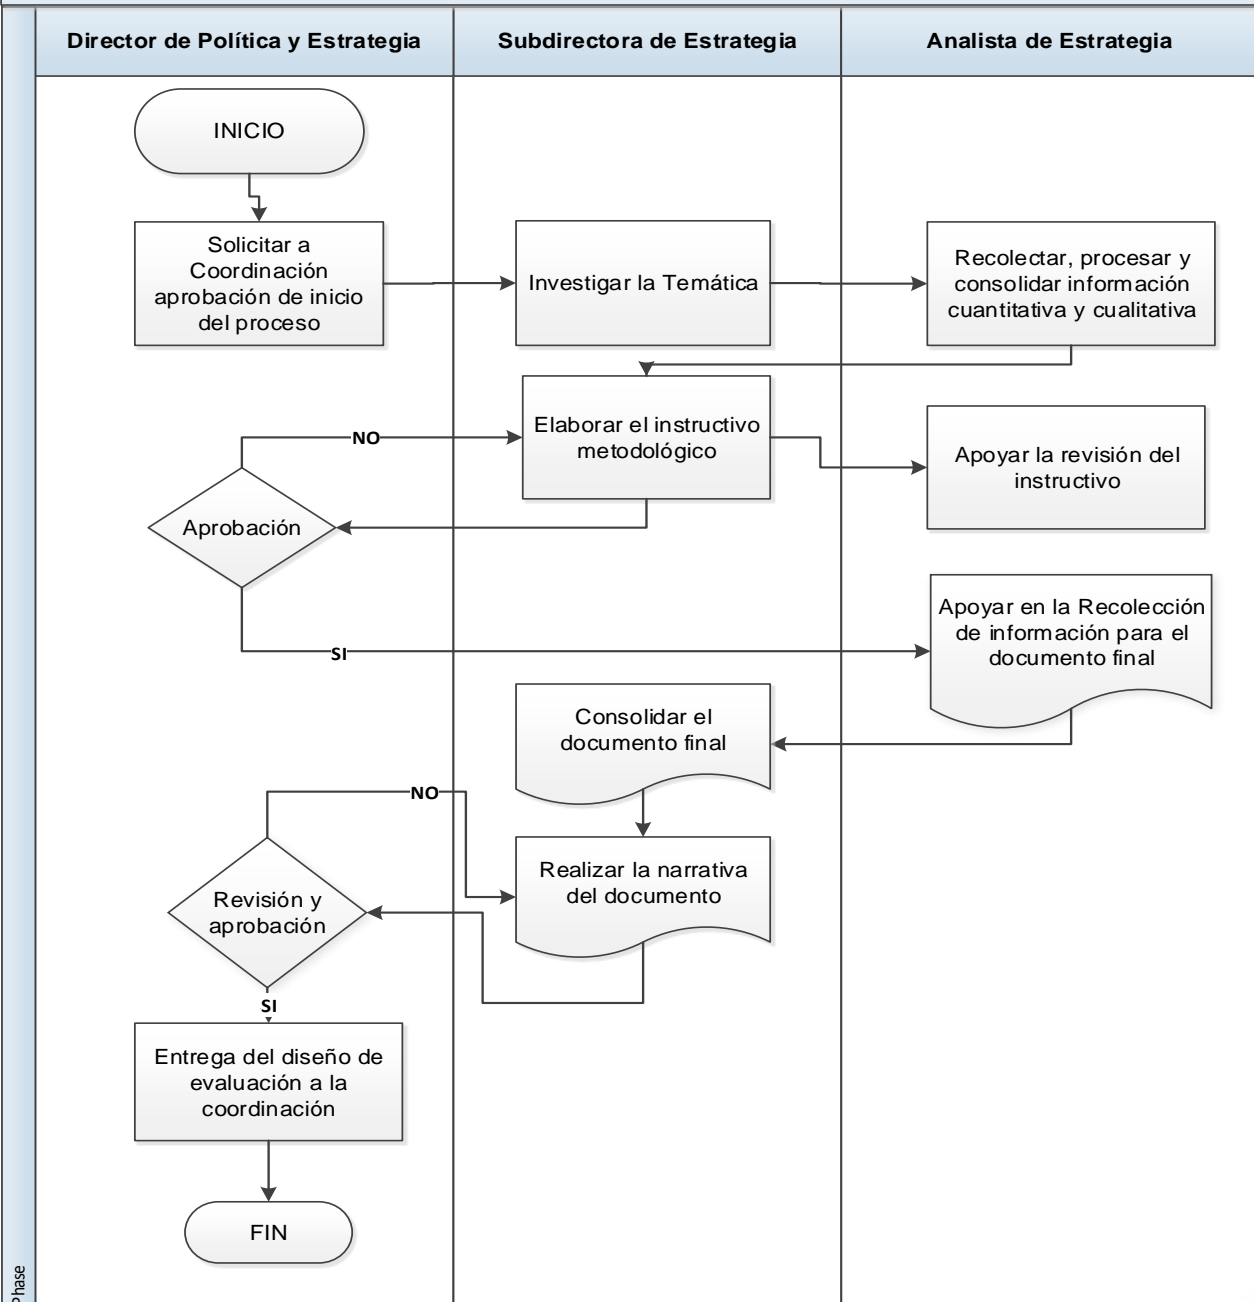 Director de Política y Estrategia
Subdirectora de Estrategia
Analista de Estrategia
INICIO
Solicitar a
Coordinación
aprobación de inicio
del proceso
Investigar la Temática
Recolectar, procesar y
consolidar información
cuantitativa y cualitativa
Elaborar el instructivo
metodológico
NO
Apoyar la revisión del
instructivo
Aprobación
SI
Apoyar en la Recolección
de información para el
documento final
Consolidar el
documento final
NO
Realizar la narrativa
del documento
Revisión y
aprobación
SI
Entrega del diseño de
evaluación a la
coordinación
FIN
Phase